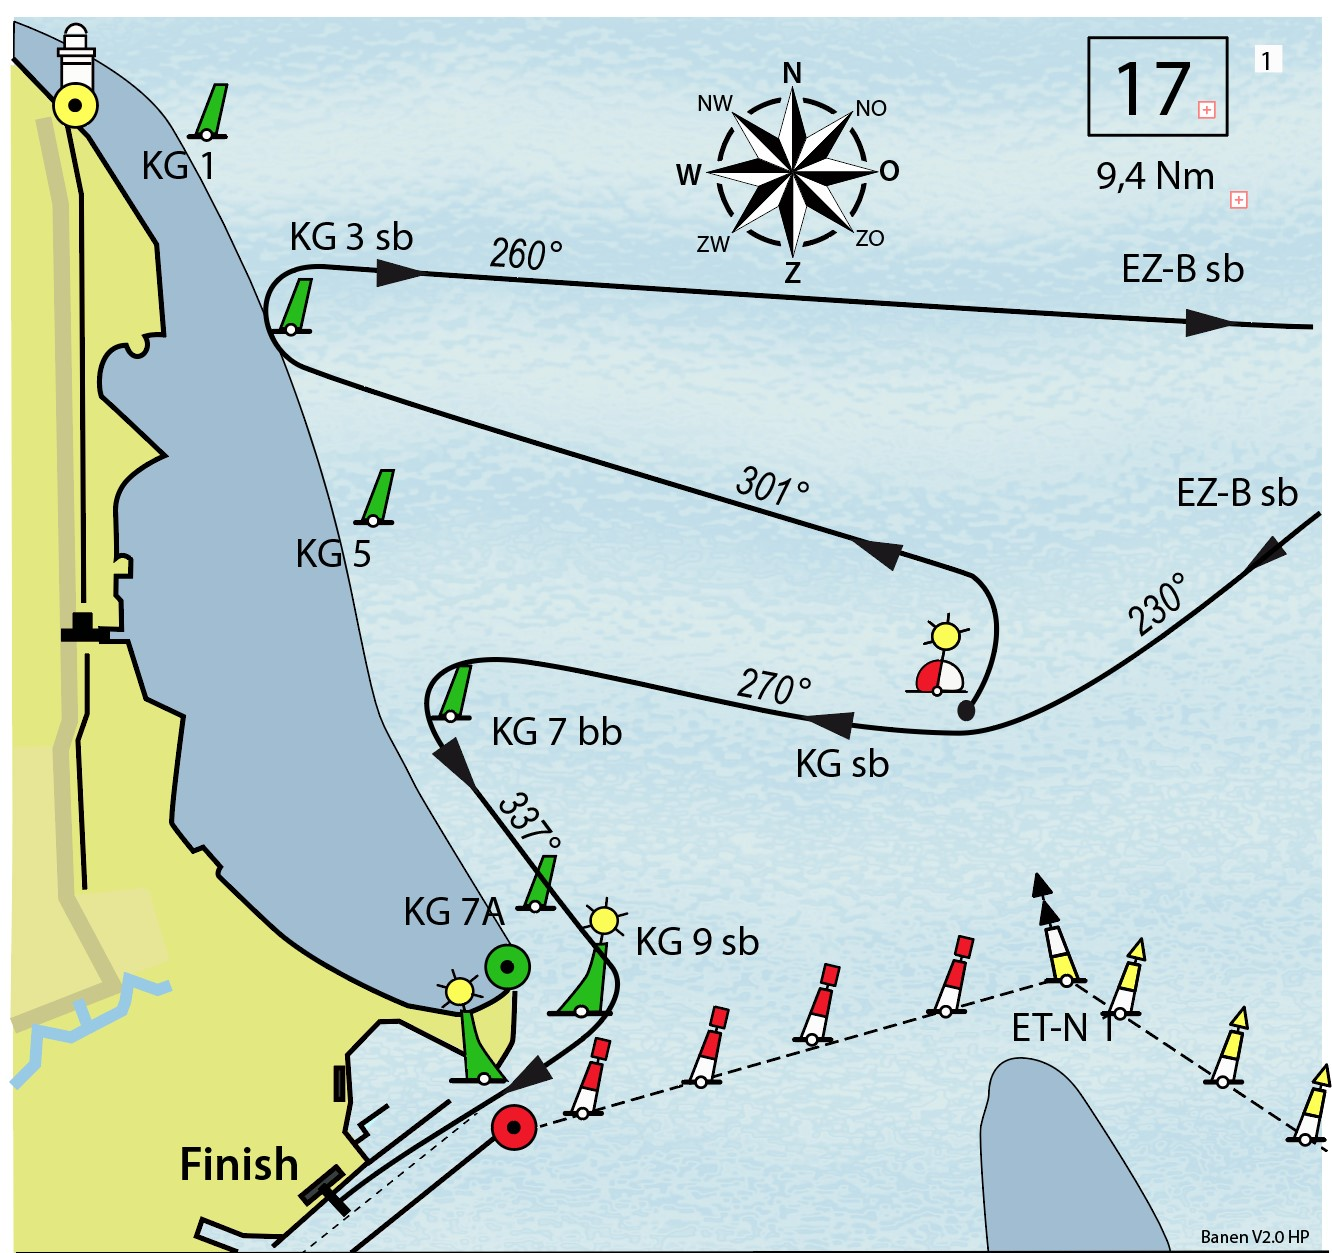 17
1
9,4 Nm
N
NW
NO
W
O
ZW
ZO
Z
KG 1
KG 3 sb
260°
EZ-B sb
301°
EZ-B sb
KG 5
230°
270°
KG 7 bb
KG sb
337°
KG 7A
KG 9 sb
ET-N 1
Finish
Banen V2.0 HP